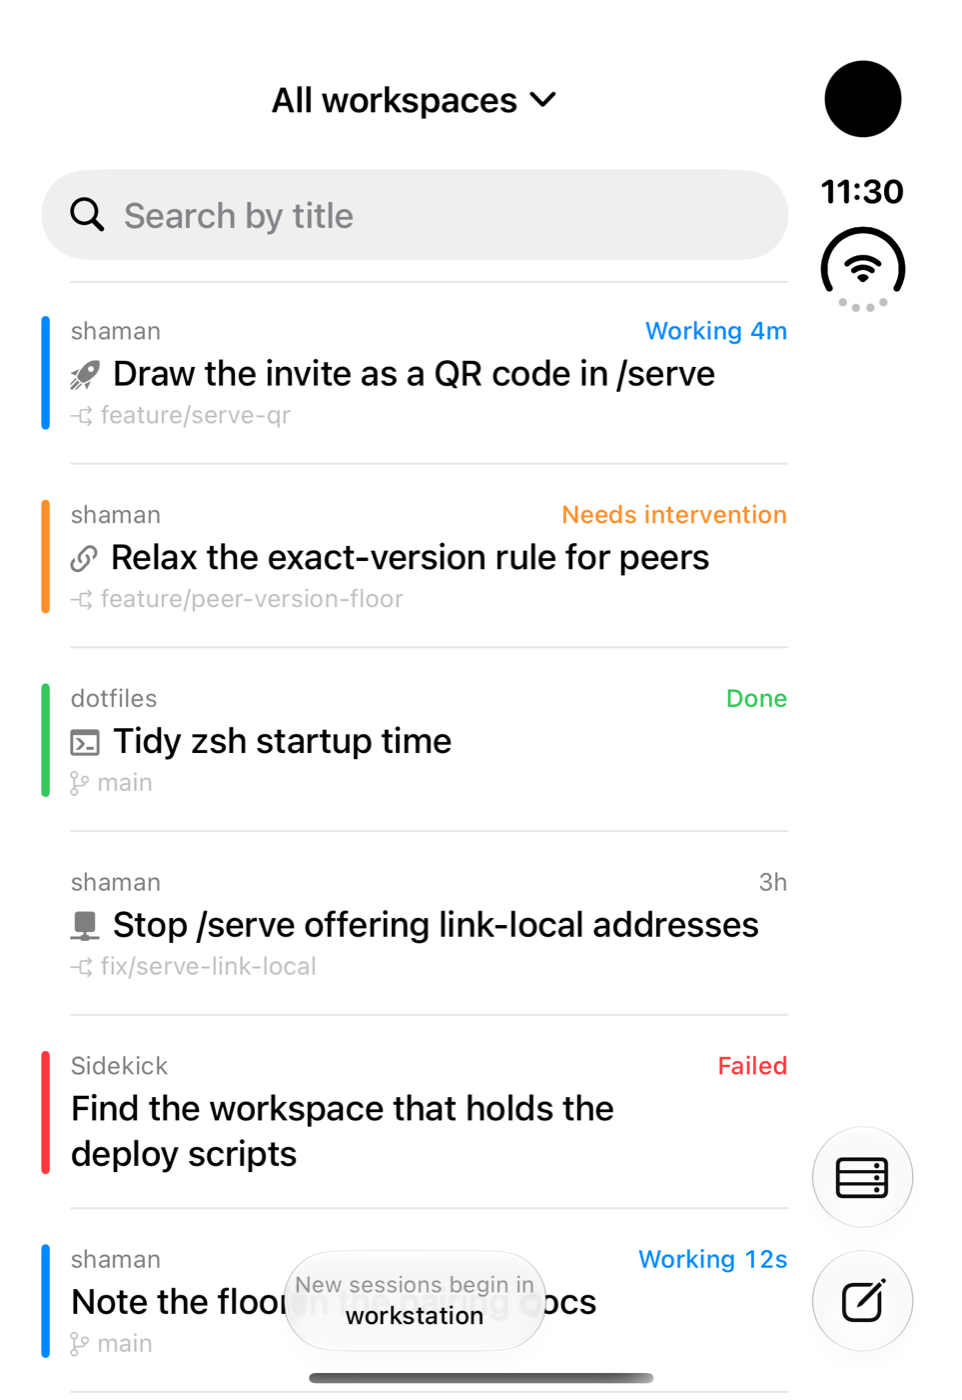 All workspaces
11:30
Search by title
shaman
Working 4m
Draw the invite as a QR code in /serve
feature/serve-qr
shaman
Needs intervention
Relax the exact-version rule for peers
feature/peer-version-floor
dotfiles
Done
Tidy zsh startup time
main
shaman
3h
Stop /serve offering link-local addresses
fix/serve-link-local
Sidekick
Failed
Find the workspace that holds the
deploy scripts
shaman
Working 12s
Note the floor in the pairing docs
New sessions begin in
workstation
main